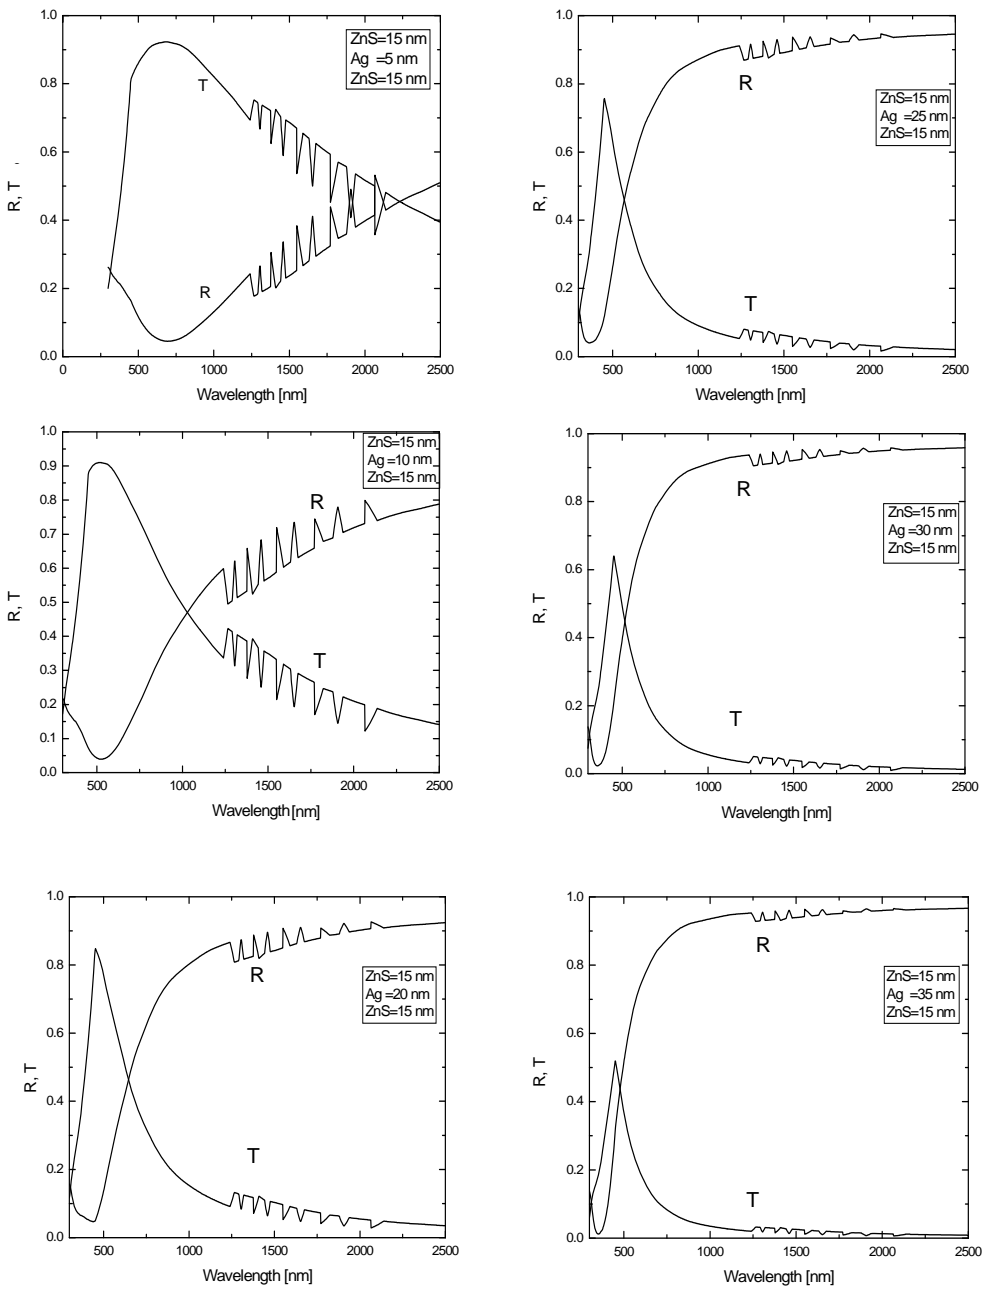 1.0
0.8
0.6
0.4
0.2
0.0
R, T
T
R
ZnS=15 nm
Ag =5 nm
ZnS=15 nm
0 500 1000 1500 2000 2500
Wavelength [nm]
1.0
0.8
0.6
0.4
0.2
0.0
R, T
R
T
ZnS=15 nm
Ag =25 nm
ZnS=15 nm
500 1000 1500 2000 2500
Wavelength [nm]
1.0
0.9
0.8
0.7
0.6
0.5
0.4
0.3
0.2
0.1
0.0
R, T
R
T
ZnS=15 nm
Ag =10 nm
ZnS=15 nm
500 1000 1500 2000 2500
Wavelength [nm]
1.0
0.8
0.6
0.4
0.2
0.0
R, T
R
T
ZnS=15 nm
Ag =30 nm
ZnS=15 nm
500 1000 1500 2000 2500
Wavelength [nm]
1.0
0.8
0.6
0.4
0.2
0.0
R, T
R
T
ZnS=15 nm
Ag =20 nm
ZnS=15 nm
500 1000 1500 2000 2500
Wavelength [nm]
1.0
0.8
0.6
0.4
0.2
0.0
R, T
R
T
ZnS=15 nm
Ag =35 nm
ZnS=15 nm
500 1000 1500 2000 2500
Wavelength [nm]